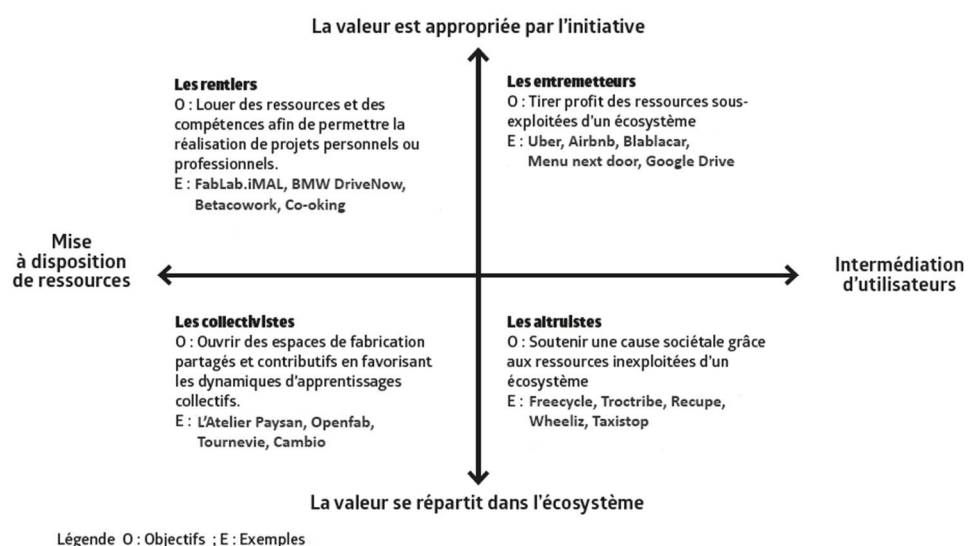 La valeur est appropriée par l'initiative
Les rentiers
O : Louer des ressources et des
compétences afin de permettre la
réalisation de projets personnels ou
professionnels.
E : FabLab.iMAL, BMW DriveNow,
Betacowork, Co-oking
Les entremetteurs
O : Tirer profit des ressources sous-
exploitées d'un écosystème
E : Uber, Airbnb, Blablacar,
Menu next door, Google Drive
Mise
à disposition
de ressources
Intermédiation
d'utilisateurs
Les collectivistes
O : Ouvrir des espaces de fabrication
partagés et contributifs en favorisant
les dynamiques d'apprentissages
collectifs.
E : L'Atelier Paysan, Openfab,
Tournevie, Cambio
Les altruistes
O : Soutenir une cause sociétale grâce
aux ressources inexploitées d'un
écosystème
E : Freecycle, Troctribe, Recupe,
Wheeliz, Taxistop
La valeur se répartit dans l'écosystème
Légende O : Objectifs ; E : Exemples